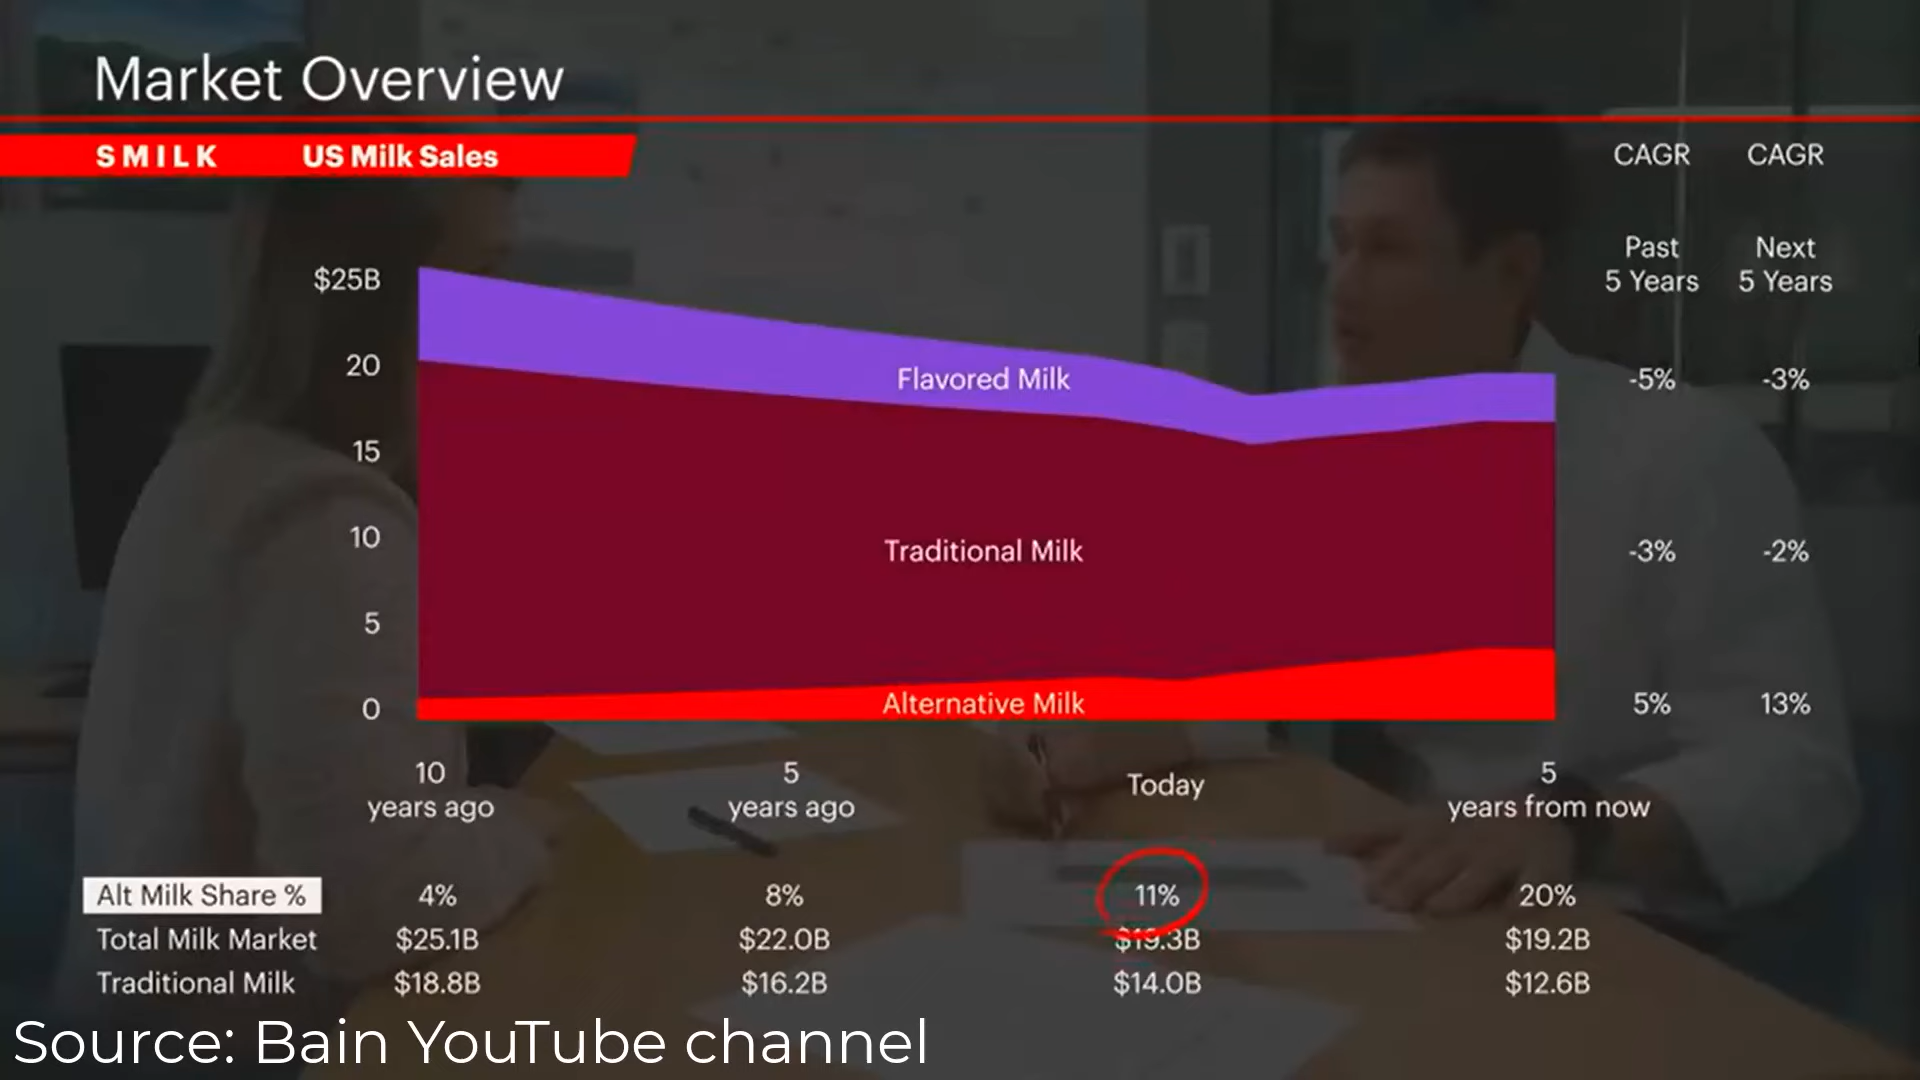 Market Overview
SMILK US Milk Sales
CAGR CAGR
Past Next
5 Years 5 Years
$25B
20
15
10
5
0
Flavored Milk -5% -3%
Traditional Milk -3% -2%
Alternative Milk 5% 13%
10 5 Today 5
years ago years ago years from now
Alt Milk Share % 4% 8% 11% 20%
Total Milk Market $25.1B $22.0B $19.3B $19.2B
Traditional Milk $18.8B $16.2B $14.0B $12.6B
Source: Bain YouTube channel